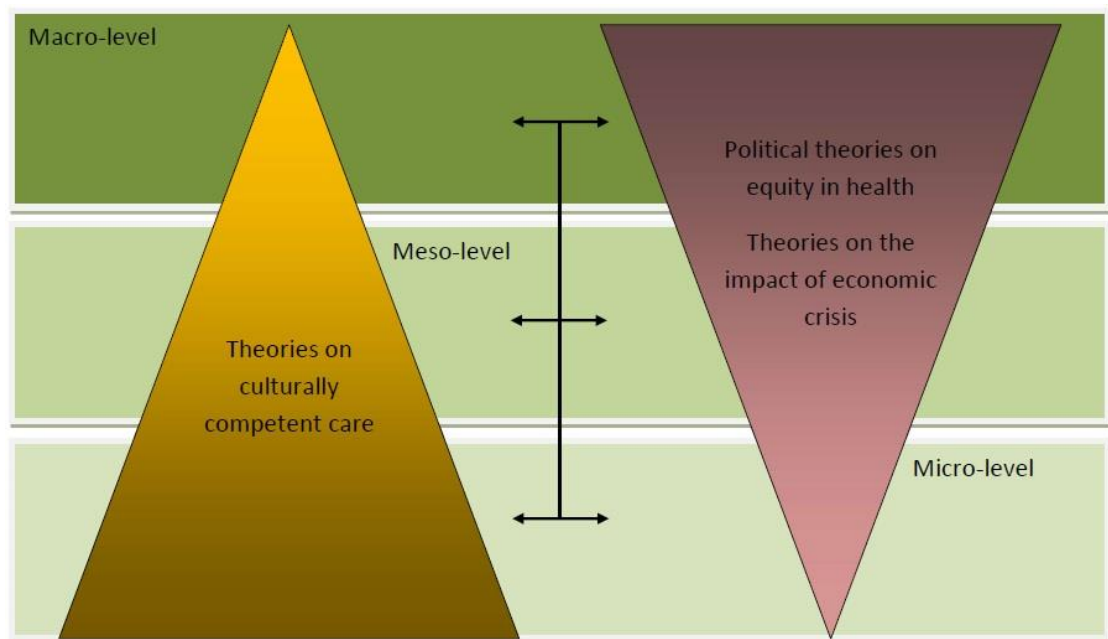 Macro-level
Political theories on
equity in health
Theories on the
impact of economic
crisis
Meso-level
Theories on
culturally
competent care
Micro-level